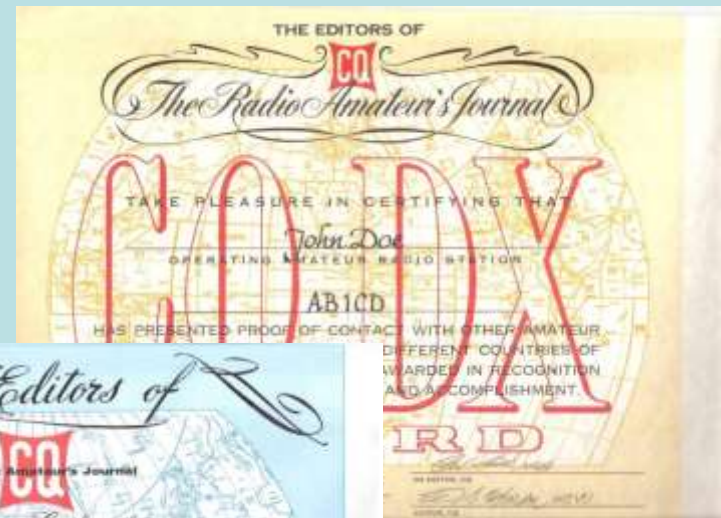 THE EDITORS OF
CQ
The Radio Amateur's Journal
CQ DX
TAKE PLEASURE IN CERTIFYING THAT
John Doe
OPERATING AMATEUR RADIO STATION
AB1CD
HAS PRESENTED PROOF OF CONTACT WITH OTHER AMATEUR
DIFFERENT COUNTRIES OF
AWARDED IN RECOGNITION
AND ACCOMPLISHMENT.
RD
Editors of
CQ
Amateur's Journal